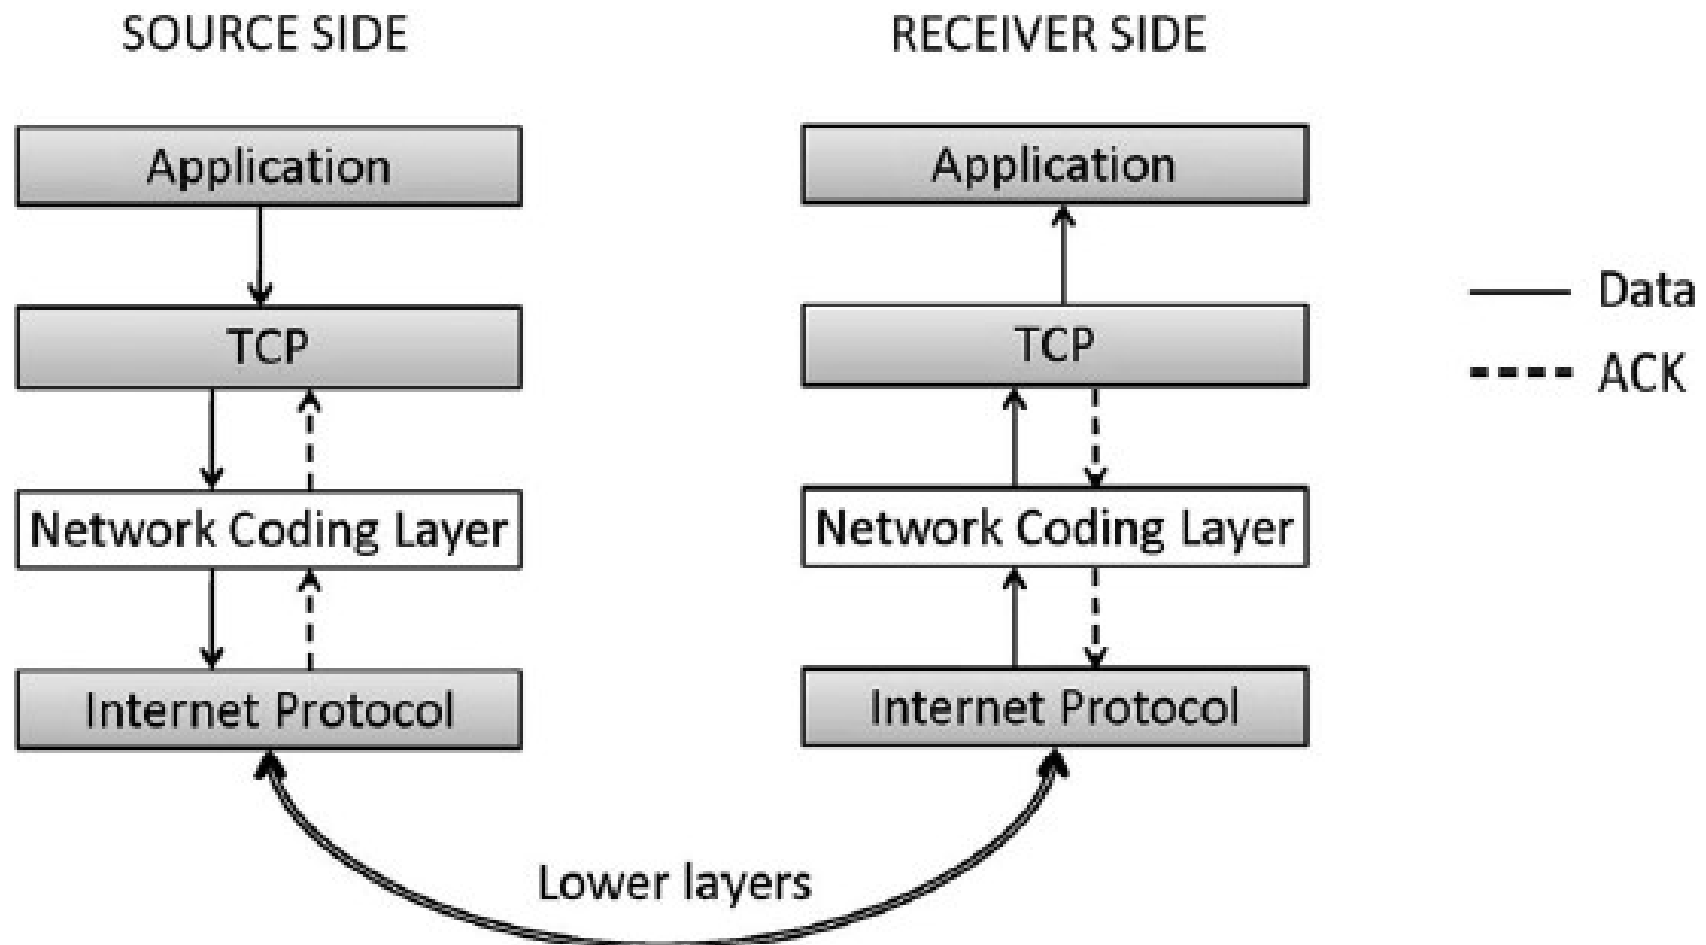 SOURCE SIDE
RECEIVER SIDE
Application
TCP
Network Coding Layer
Internet Protocol
Application
TCP
Network Coding Layer
Internet Protocol
Data
ACK
Lower layers